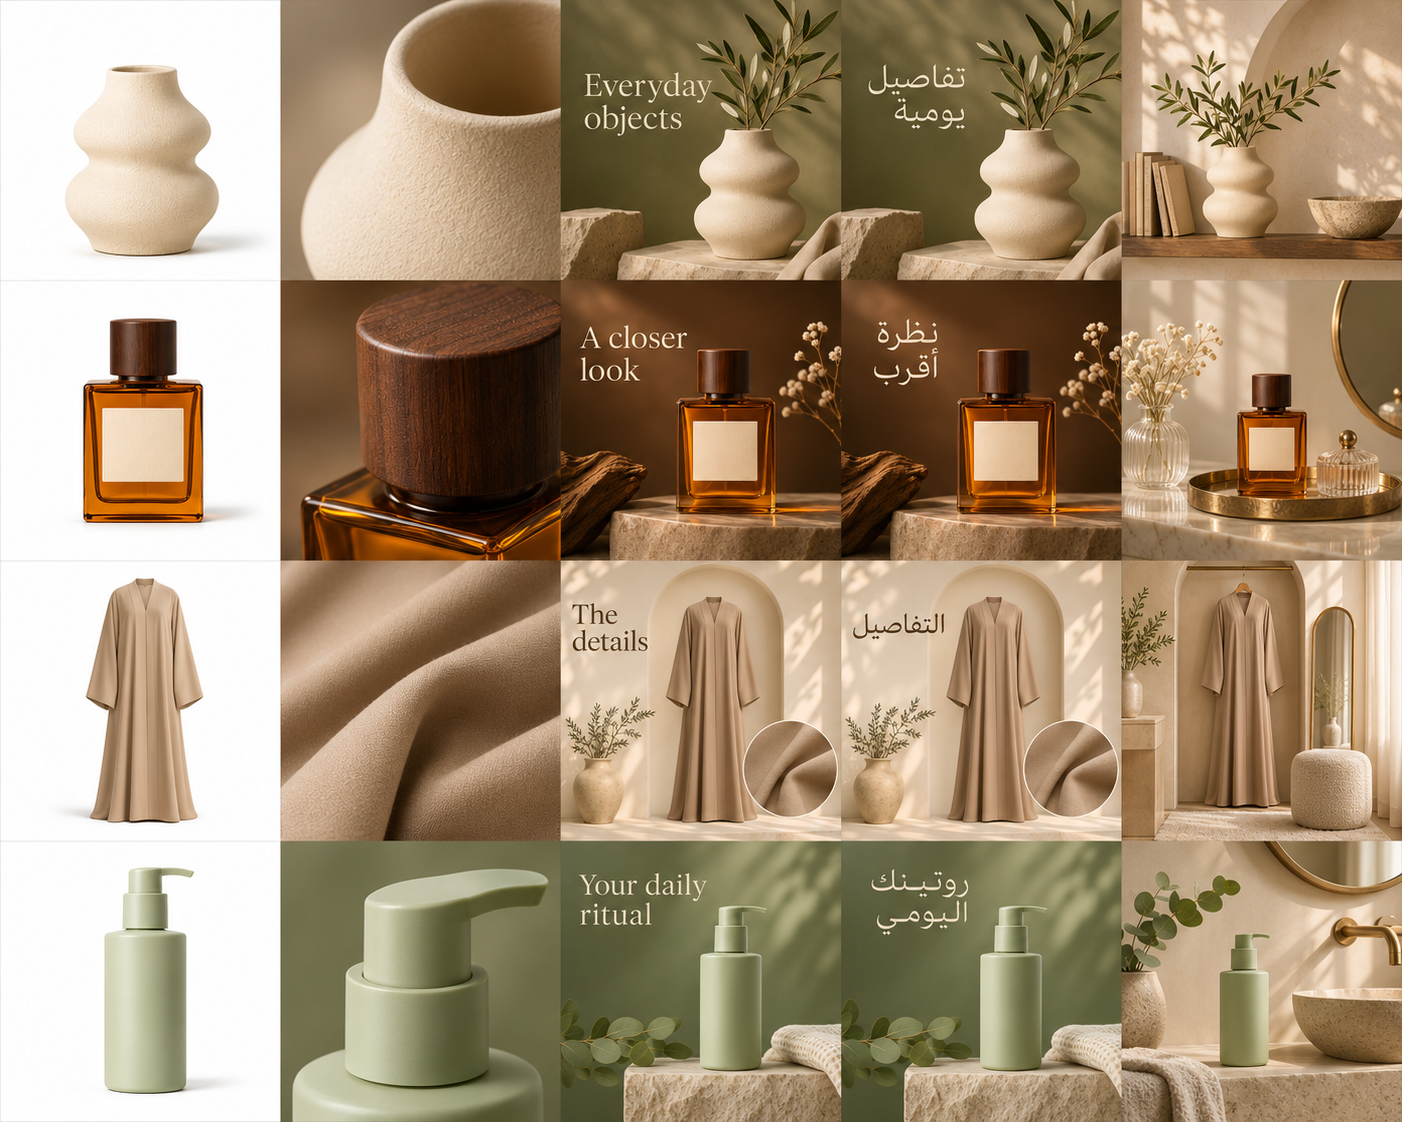 Everyday
objects
تفاصيل
يومية
A closer
look
نظرة
أقرب
The
details
التفاصيل
Your daily
ritual
روتينك
اليومي